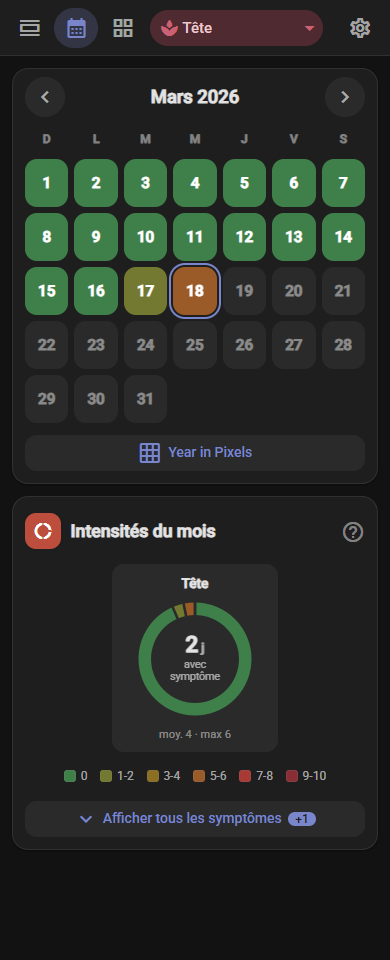 Tête
Mars 2026
D L M M J V S
1 2 3 4 5 6 7
8 9 10 11 12 13 14
15 16 17 18 19 20 21
22 23 24 25 26 27 28
29 30 31
Year in Pixels
Intensités du mois
Tête
2 j
avec
symptôme
moy. 4 · max 6
0 1-2 3-4 5-6 7-8 9-10
Afficher tous les symptômes +1